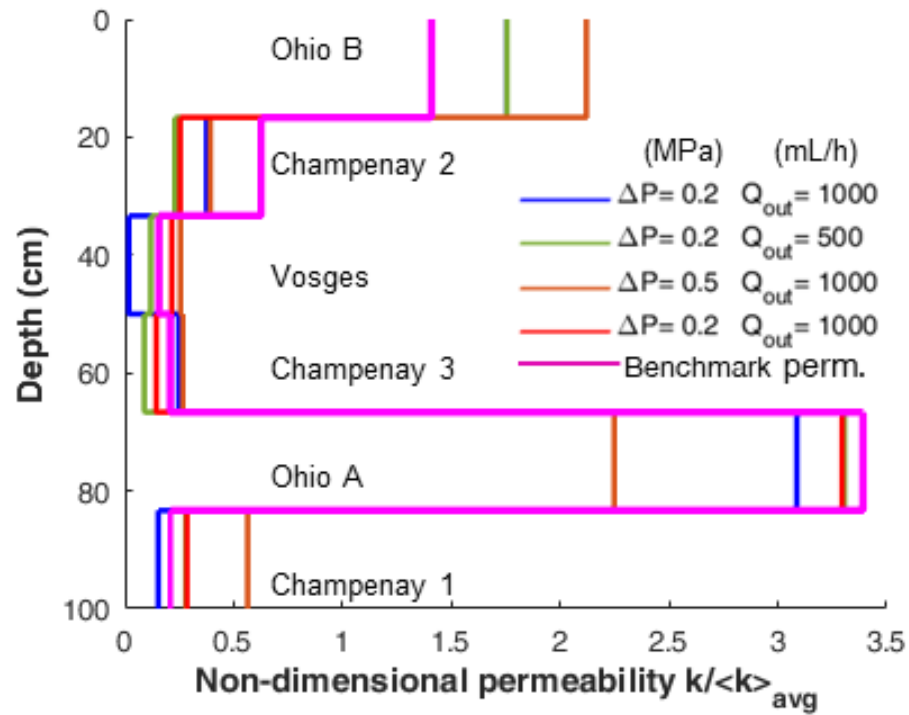 0
Ohio B
20
(MPa) (mL/h)
Champenay 2
ΔP= 0.2 Qout= 1000
ΔP= 0.2 Qout= 500
40
Vosges
ΔP= 0.5 Qout= 1000
ΔP= 0.2 Qout= 1000
Champenay 3
Benchmark perm.
60
Depth (cm)
Ohio A
80
Champenay 1
100
0 0.5 1 1.5 2 2.5 3 3.5
Non-dimensional permeability k/<k>avg